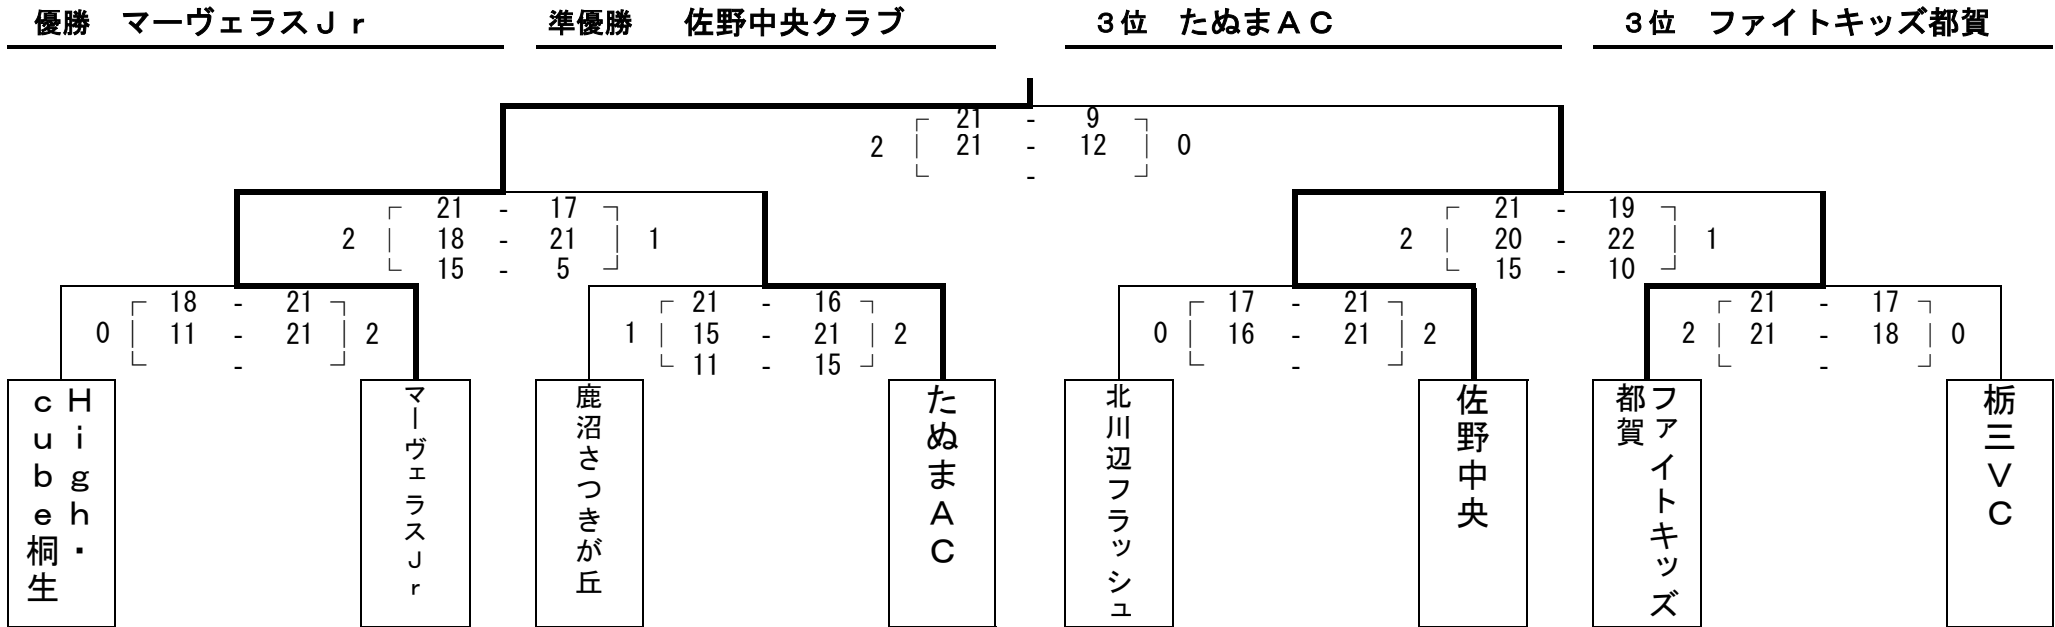 優勝 マーヴェラスＪｒ 準優勝 佐野中央クラブ ３位 たぬまＡＣ ３位 ファイトキッズ都賀
21 - 9
2 21 - 12 0
-
21 - 17 21 - 19
2 18 - 21 1 2 20 - 22 1
15 - 5 15 - 10
18 - 21 21 - 16 17 - 21 21 - 17
0 11 - 21 2 1 15 - 21 2 0 16 - 21 2 2 21 - 18 0
- 11 - 15 - -
Ｈｉｇｈ・
ｃｕｂｅ桐生
マーヴェラスＪｒ
鹿沼さつきが丘
たぬまＡＣ
北川辺フラッシュ
佐野中央
ファイトキッズ
都賀
栃三ＶＣ